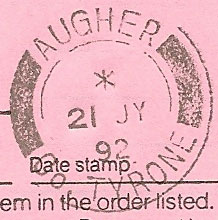 AUGHER
*
21 JY
92
CO. TYRONE
Date stamp
em in the order listed.